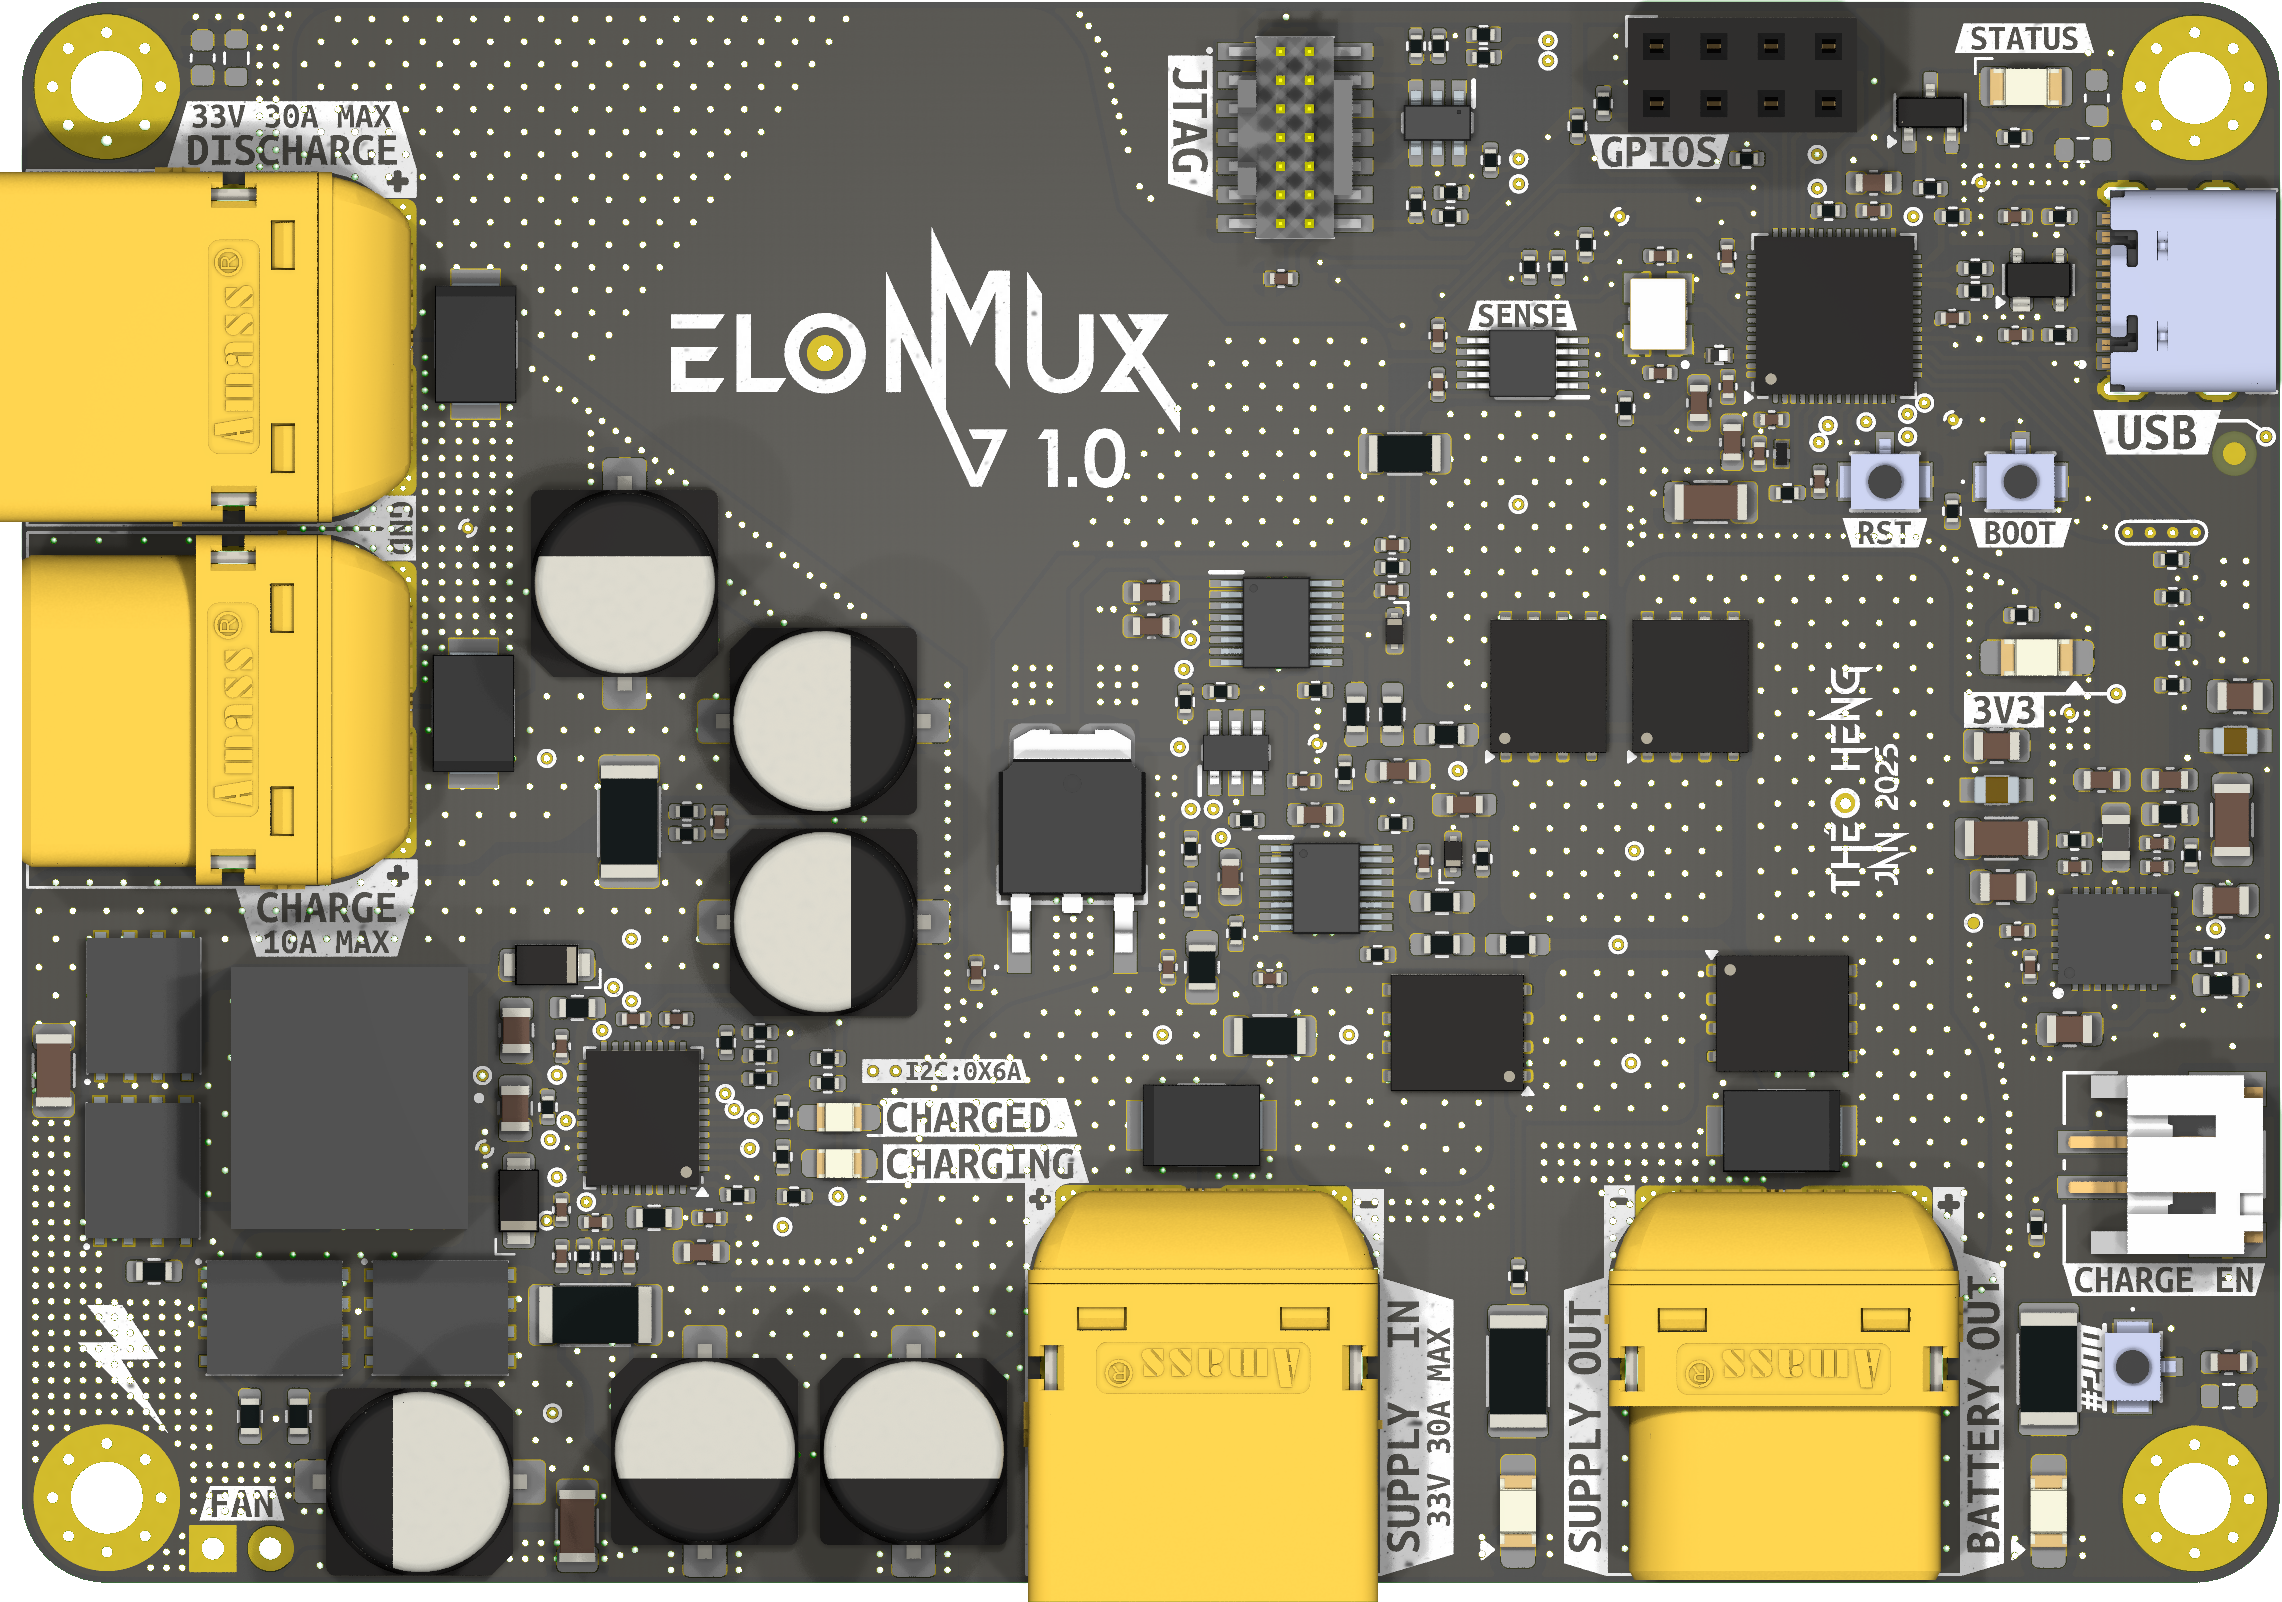 STATUS
JTAG
GPIOS
33V 30A MAX
DISCHARGE
+
Amass®
SENSE
ELONMUX
V 1.0
USB
GND
RST
BOOT
Amass®
3V3
THEO HENG
JAN 2025
+
CHARGE
10A MAX
I2C:0X6A
CHARGED
CHARGING
+
-
-
+
CHARGE EN
Amass®
SUPPLY IN
33V 30A MAX
SUPPLY OUT
Amass®
BATTERY OUT
FAN